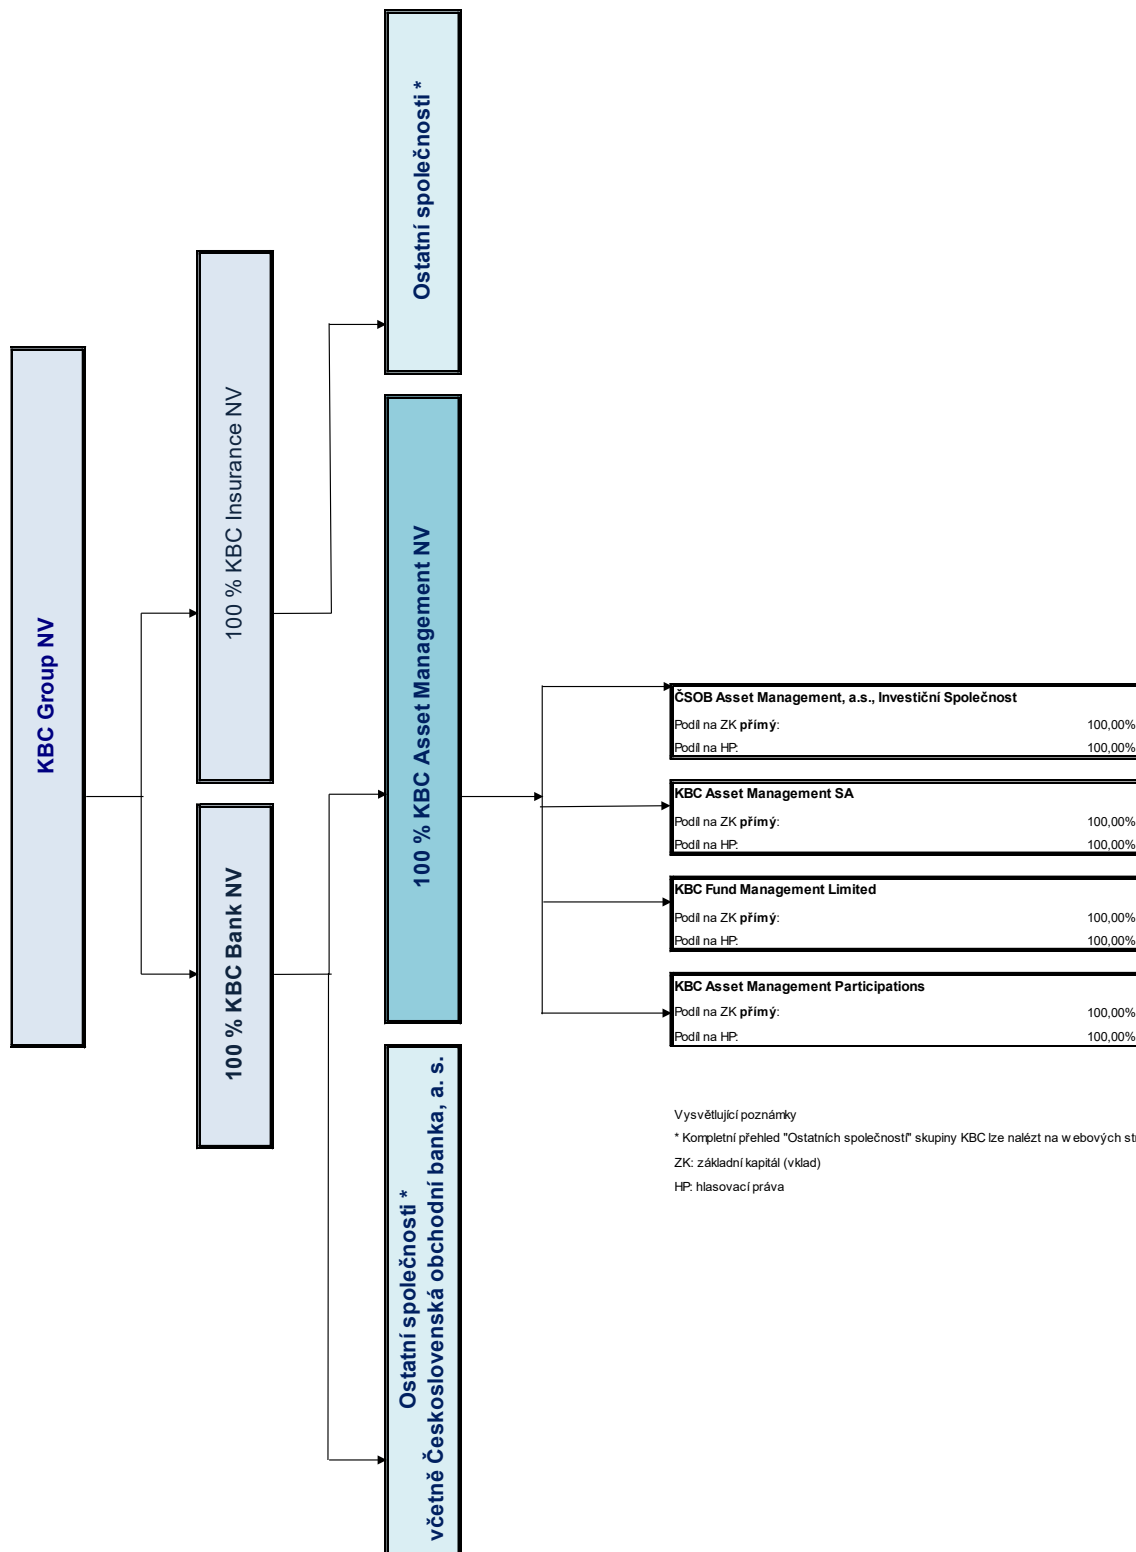 KBC Group NV
100 % KBC Insurance NV
100 % KBC Bank NV
Ostatní společnosti *
100 % KBC Asset Management NV
Ostatní společnosti *
včetně Československá obchodní banka, a. s.
ČSOB Asset Management, a.s., Investiční Společnost
Podíl na ZK přímý: 100,00%
Podíl na HP: 100,00%
KBC Asset Management SA
Podíl na ZK přímý: 100,00%
Podíl na HP: 100,00%
KBC Fund Management Limited
Podíl na ZK přímý: 100,00%
Podíl na HP: 100,00%
KBC Asset Management Participations
Podíl na ZK přímý: 100,00%
Podíl na HP: 100,00%
Vysvětlující poznámky
* Kompletní přehled "Ostatních společností" skupiny KBC lze nalézt na webových
ZK: základní kapitál (vklad)
HP: hlasovací práva